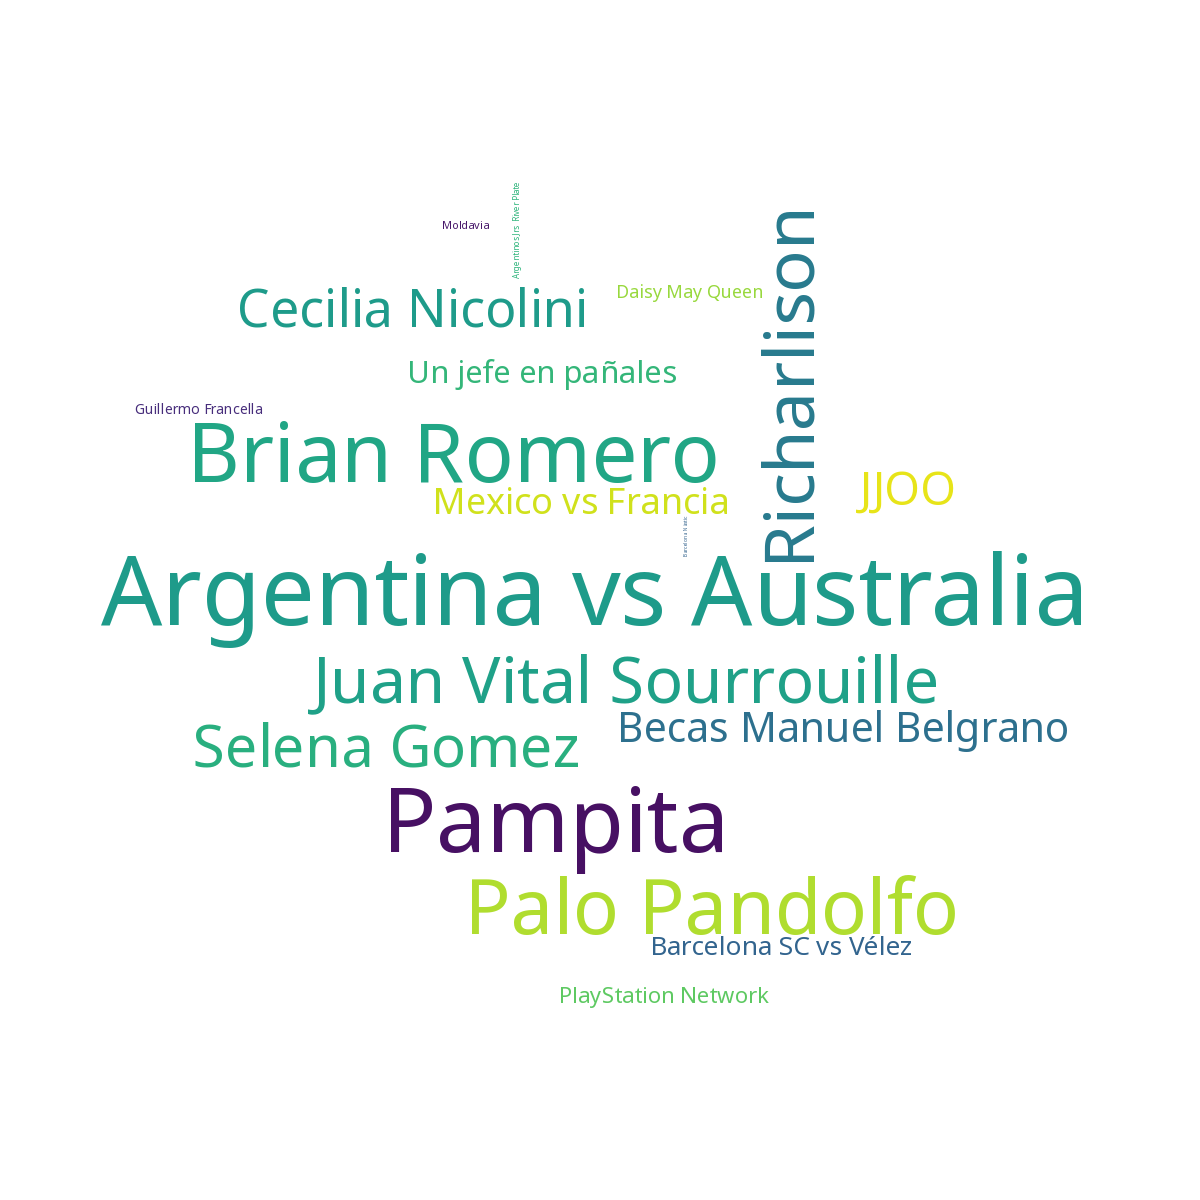 Moldavia
Argentinos Jrs River Plate
Cecilia Nicolini
Daisy May Queen
Richarlison
Un jefe en pañales
Guillermo Francella
Brian Romero
Mexico vs Francia
JJOO
Barcelona
Argentina vs Australia
Juan Vital Sourrouille
Becas Manuel Belgrano
Selena Gomez
Pampita
Palo Pandolfo
Barcelona SC vs Vélez
PlayStation Network